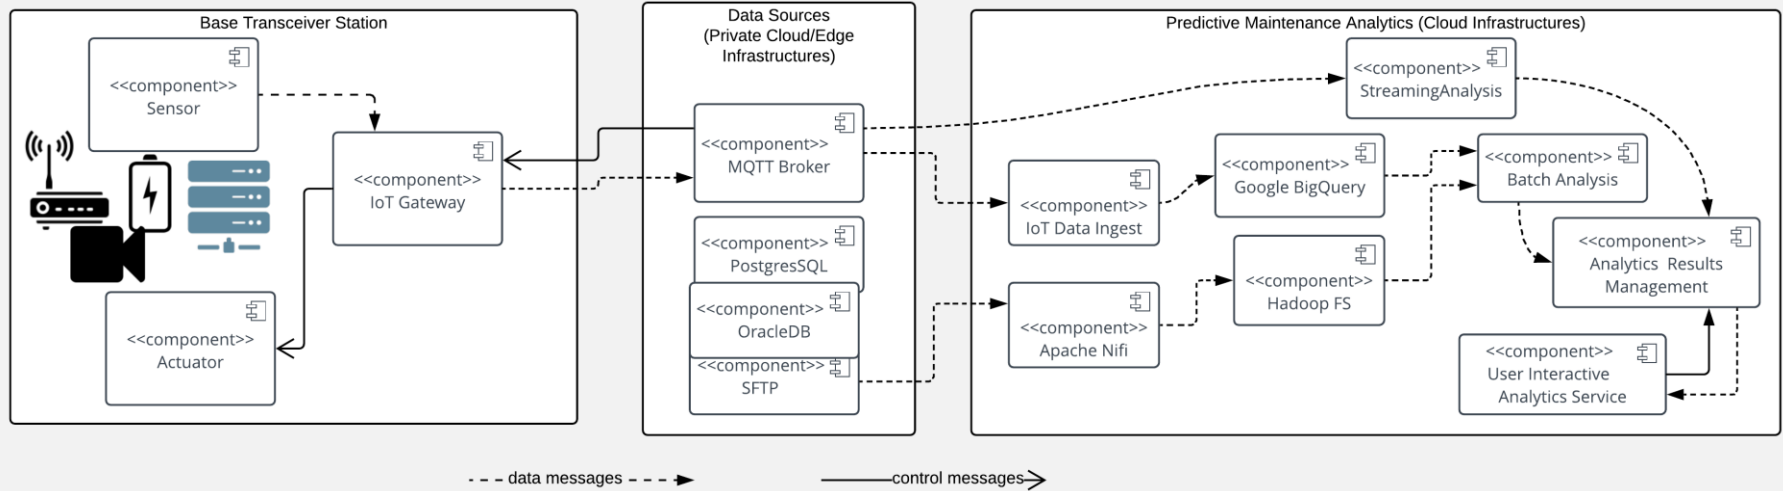 Base Transceiver Station
<<component>>
Sensor
<<component>>
IoT Gateway
<<component>>
Actuator
Data Sources
(Private Cloud/Edge
Infrastructures)
<<component>>
MQTT Broker
<<component>>
PostgresSQL
<<component>>
OracleDB
<<component>>
SFTP
Predictive Maintenance Analytics (Cloud Infrastructures)
<<component>>
StreamingAnalysis
<<component>>
IoT Data Ingest
<<component>>
Google BigQuery
<<component>>
Batch Analysis
<<component>>
Apache Nifi
<<component>>
Hadoop FS
<<component>>
Analytics Results
Management
<<component>>
User Interactive
Analytics Service
data messages
control messages